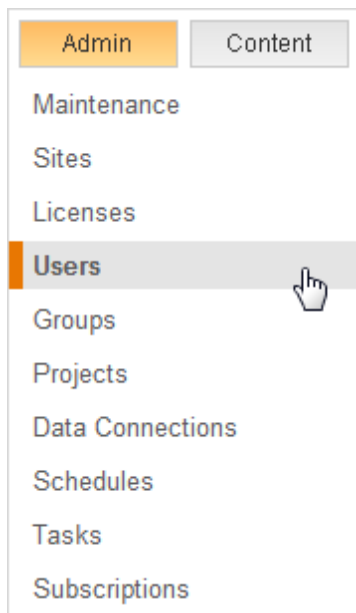 Admin Content
Maintenance
Sites
Licenses
Users
Groups
Projects
Data Connections
Schedules
Tasks
Subscriptions